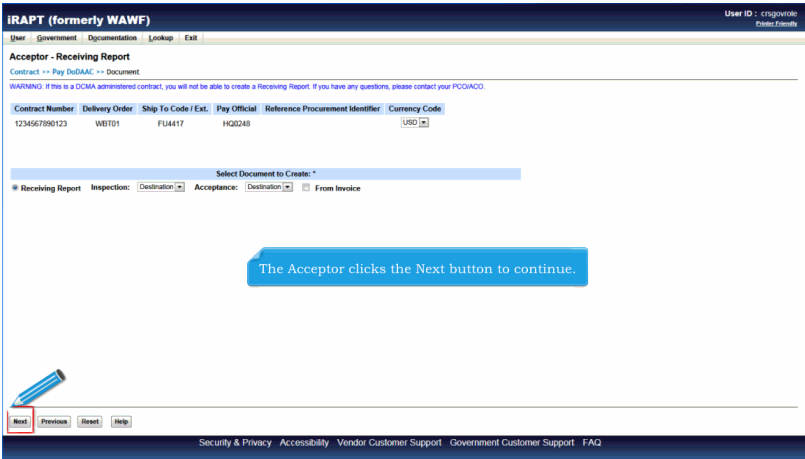 iRAPT (formerly WAWF)
User ID : crsgovrole
Printer Friendly
User Government Documentation Lookup Exit
Acceptor - Receiving Report
Contract >> Pay DoDAAC >> Document
WARNING: If this is a DCMA administered contract, you will not be able to create a Receiving Report. If you have any questions, please contact your PCO/ACO.
Contract Number Delivery Order Ship To Code / Ext. Pay Official Reference Procurement Identifier Currency Code
1234567890123 WBT01 FU4417 HQ0248 USD
Select Document to Create: *
Receiving Report Inspection: Destination Acceptance: Destination From Invoice
The Acceptor clicks the Next button to continue.
Next Previous Reset Help
Security & Privacy Accessibility Vendor Customer Support Government Customer Support FAQ